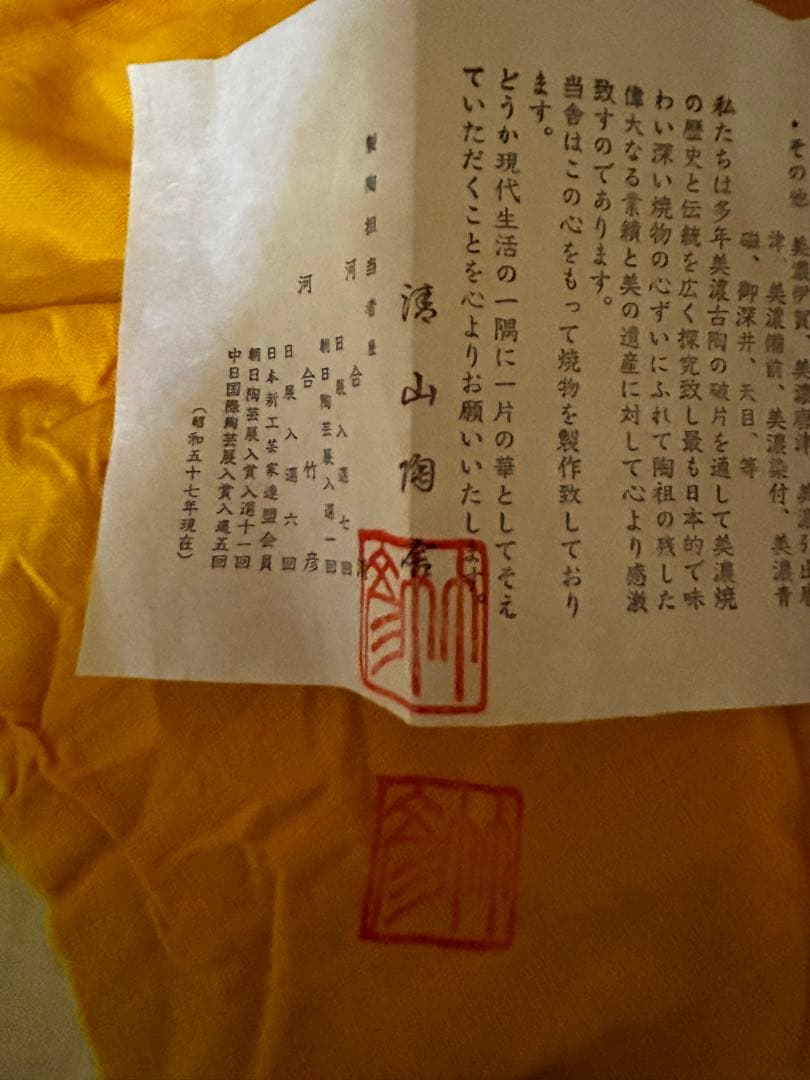 ・その他 美濃伊賀、美濃唐津、美
津、美濃備前、美濃染付、美濃青
磁、御深井、天目、等
私たちは多年美濃古陶の破片を通して美濃焼
の歴史と伝統を広く探究致し最も日本的で味
わい深い焼物の心ずいにふれて陶祖の残した
偉大なる業績と美の遺産に対して心より感激
致すのであります。
当舎はこの心をもって焼物を製作致しており
ます。
どうか現代生活の一隅に一片の華としてそえ
ていただくことを心よりお願いいたします。
清山陶舎
製陶担当者
河合
日展入選七回
朝日陶芸展入選一回
河合竹彦
日展入選六回
日本新工芸家連盟会員
朝日陶芸展入賞入選十一回
中日国際陶芸展入賞入選五回
(昭和五十七年現在)
竹彦
竹彦